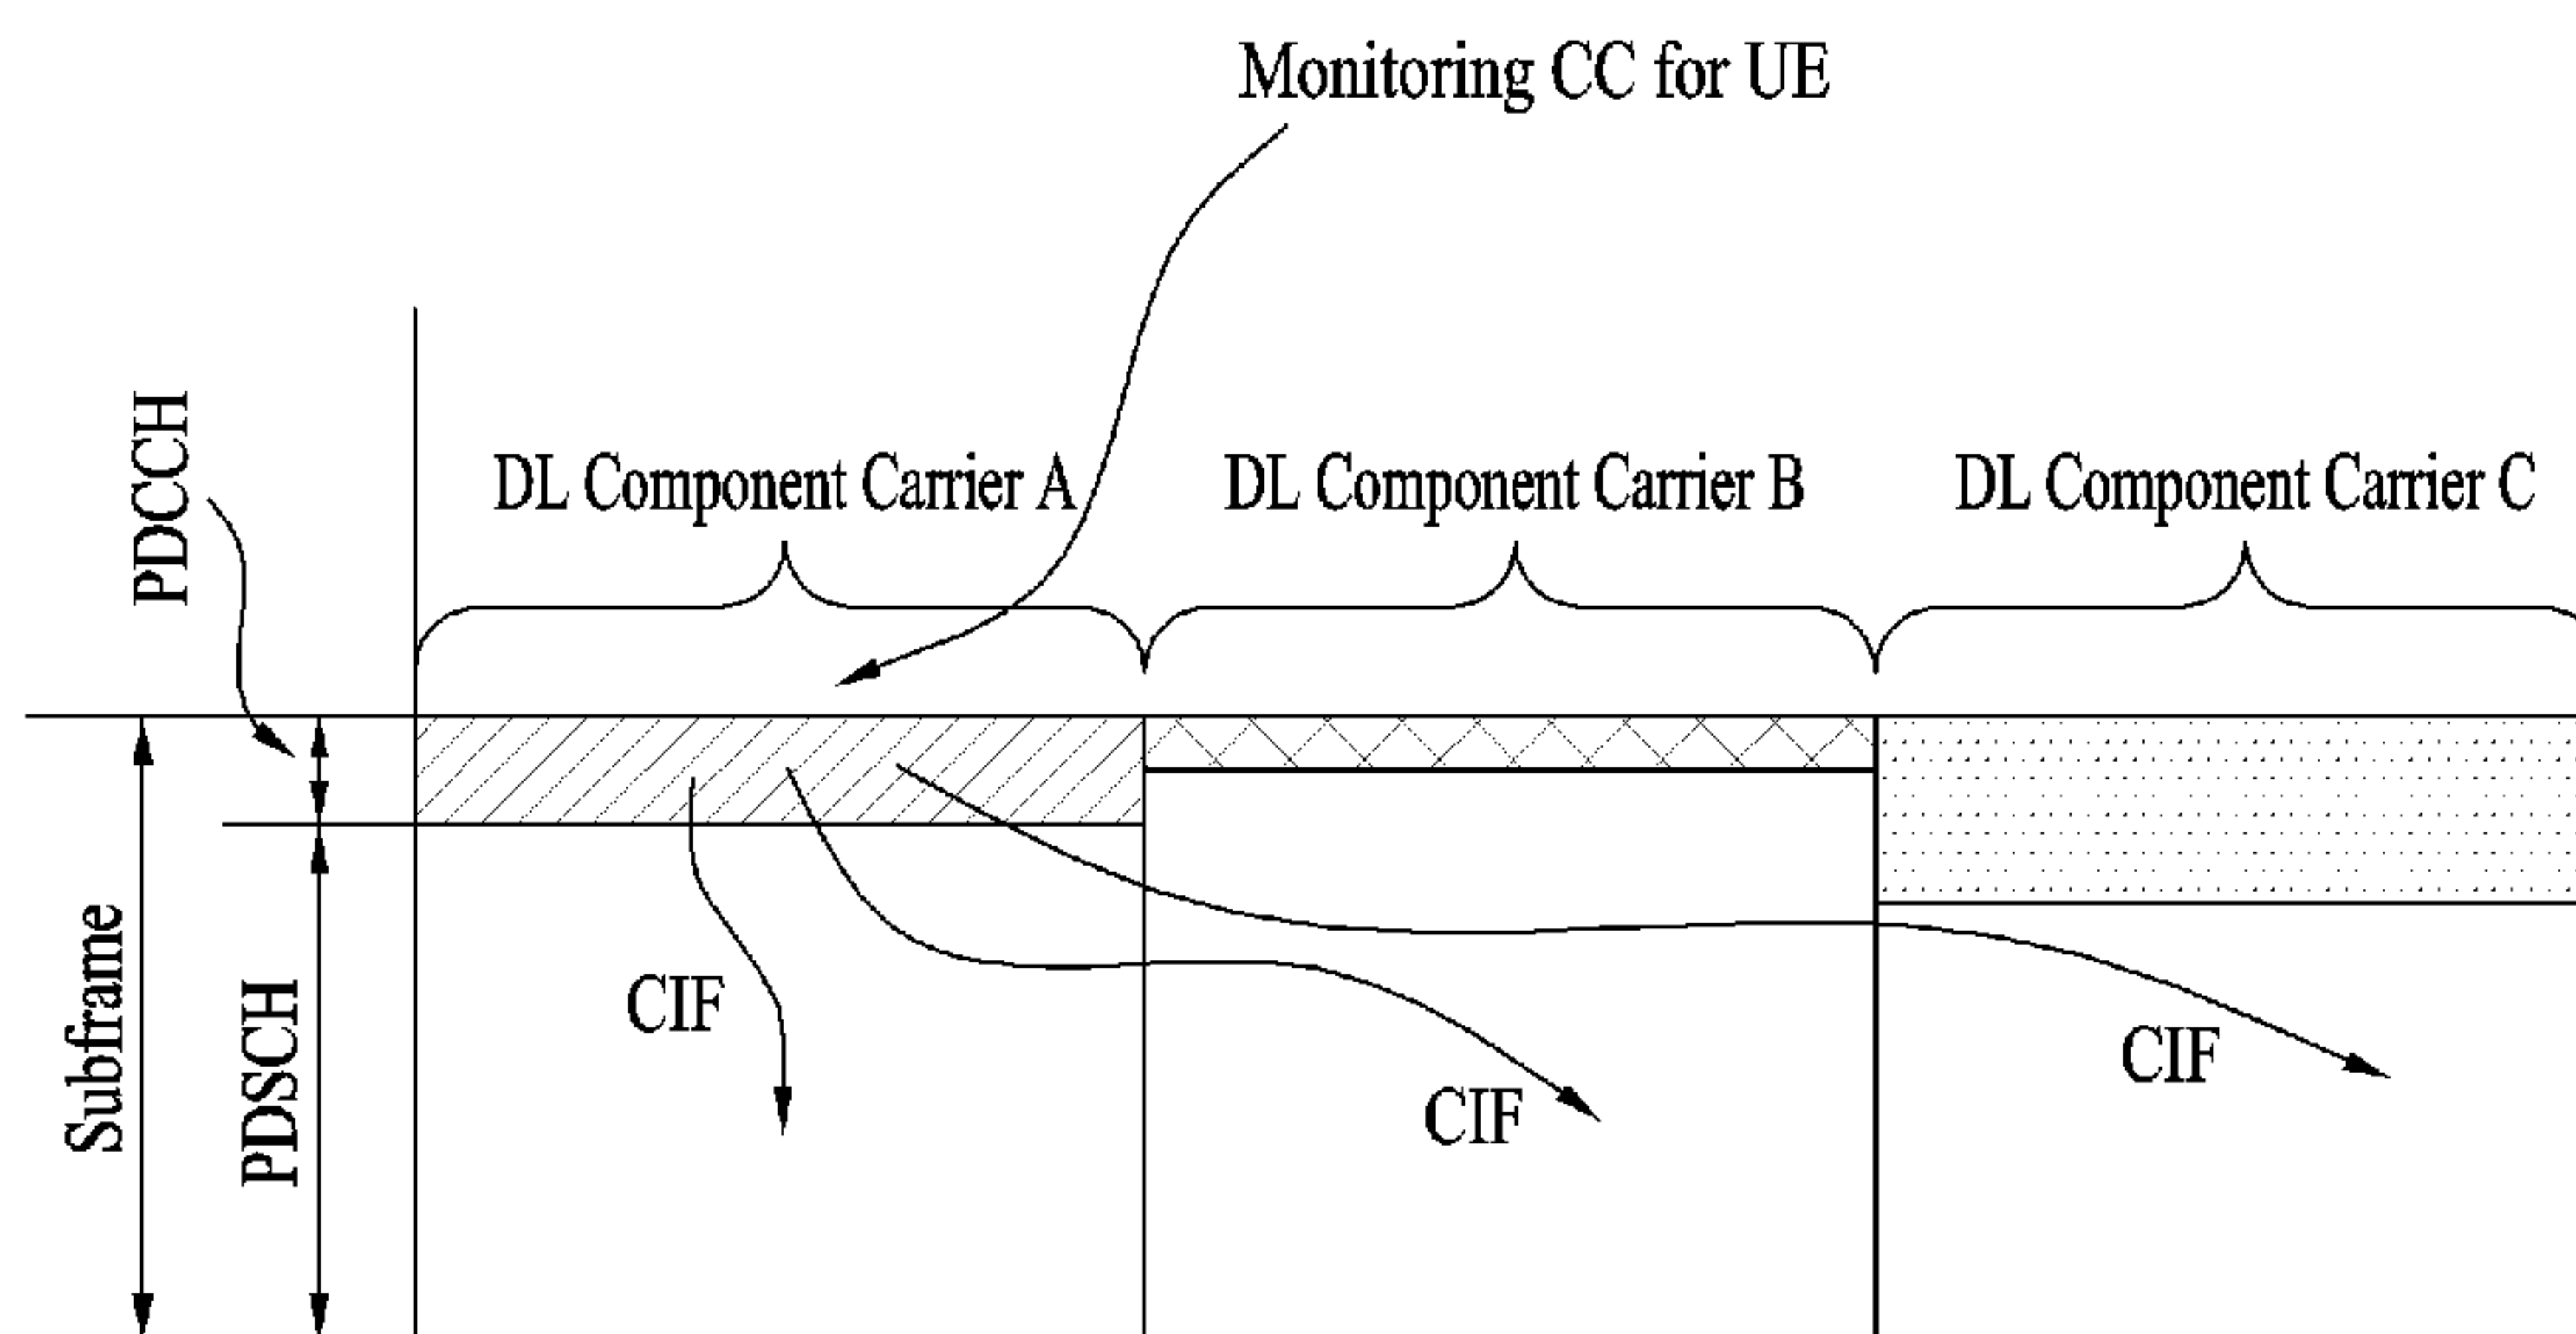 Monitoring CC for UE
PDCCH
DL Component Carrier A
DL Component Carrier B
DL Component Carrier C
Subframe
PDSCH
CIF
CIF
CIF